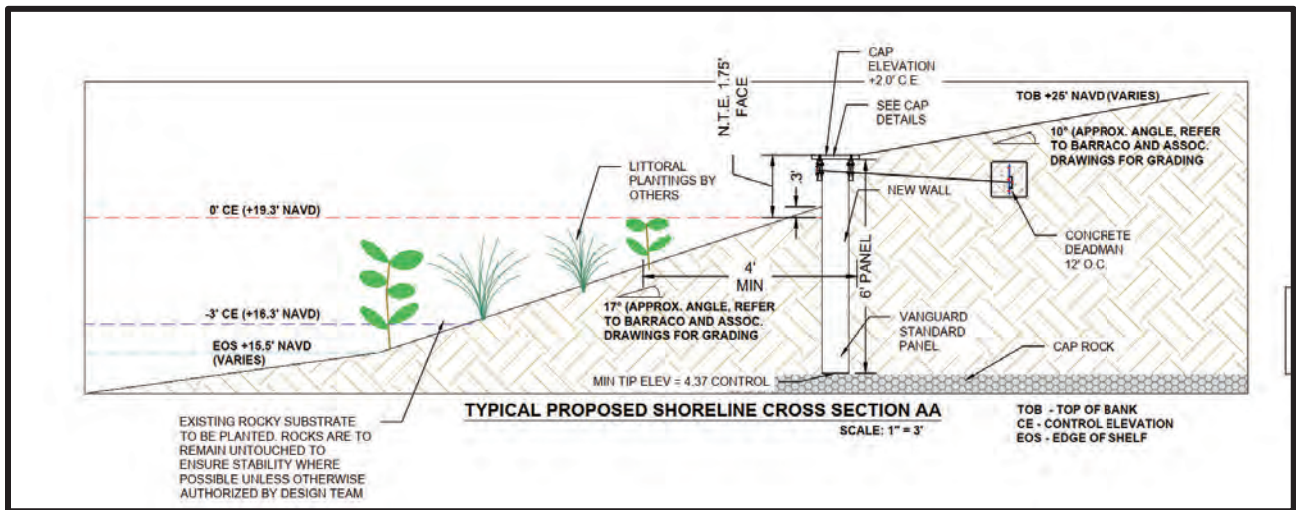 CAP
ELEVATION
+2.0' C.E.
SEE CAP
DETAILS
N.T.E. 1.75'
FACE
TOB +25' NAVD (VARIES)
10° (APPROX. ANGLE, REFER
TO BARRACO AND ASSOC.
DRAWINGS FOR GRADING
LITTORAL
PLANTINGS BY
OTHERS
.3'
NEW WALL
0' CE (+19.3' NAVD)
CONCRETE
DEADMAN
12' O.C.
4'
MIN
6' PANEL
17° (APPROX. ANGLE, REFER
TO BARRACO AND ASSOC.
DRAWINGS FOR GRADING
-3' CE (+16.3' NAVD)
EOS +15.5' NAVD
(VARIES)
VANGUARD
STANDARD
PANEL
CAP ROCK
MIN TIP ELEV = 4.37 CONTROL
EXISTING ROCKY SUBSTRATE
TO BE PLANTED. ROCKS ARE TO
REMAIN UNTOUCHED TO
ENSURE STABILITY WHERE
POSSIBLE UNLESS OTHERWISE
AUTHORIZED BY DESIGN TEAM
TYPICAL PROPOSED SHORELINE CROSS SECTION AA
SCALE: 1" = 3'
TOB - TOP OF BANK
CE - CONTROL ELEVATION
EOS - EDGE OF SHELF